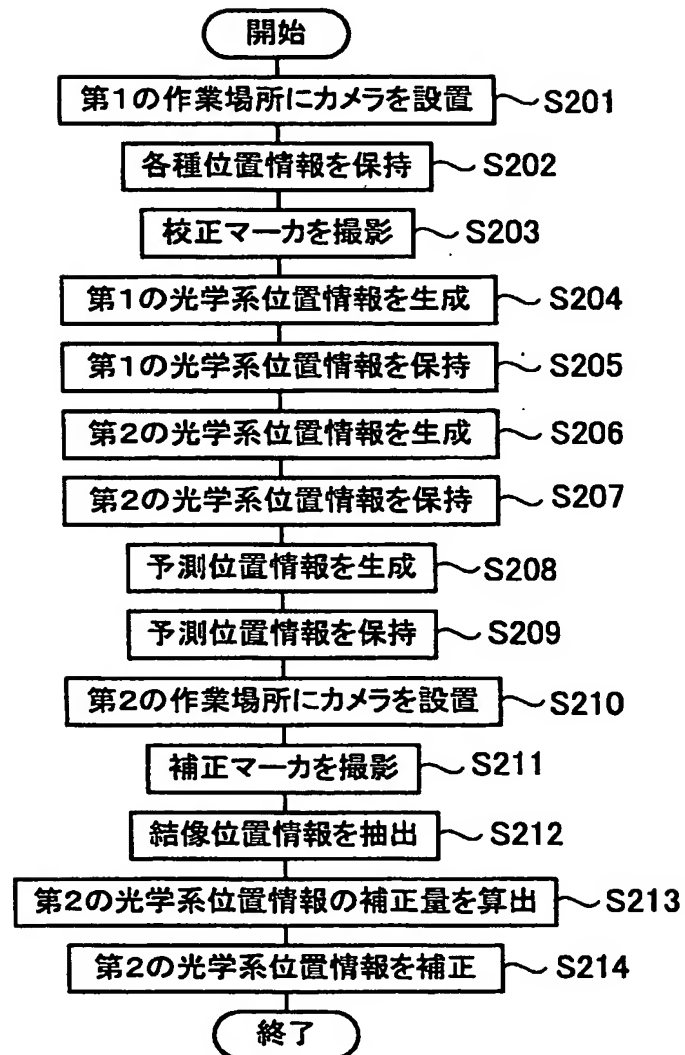 開始
第1の作業場所にカメラを設置 S201
各種位置情報を保持 S202
校正マーカを撮影 S203
第1の光学系位置情報を生成 S204
第1の光学系位置情報を保持 S205
第2の光学系位置情報を生成 S206
第2の光学系位置情報を保持 S207
予測位置情報を生成 S208
予測位置情報を保持 S209
第2の作業場所にカメラを設置 S210
補正マーカを撮影 S211
結像位置情報を抽出 S212
第2の光学系位置情報の補正量を算出 S213
第2の光学系位置情報を補正 S214
終了